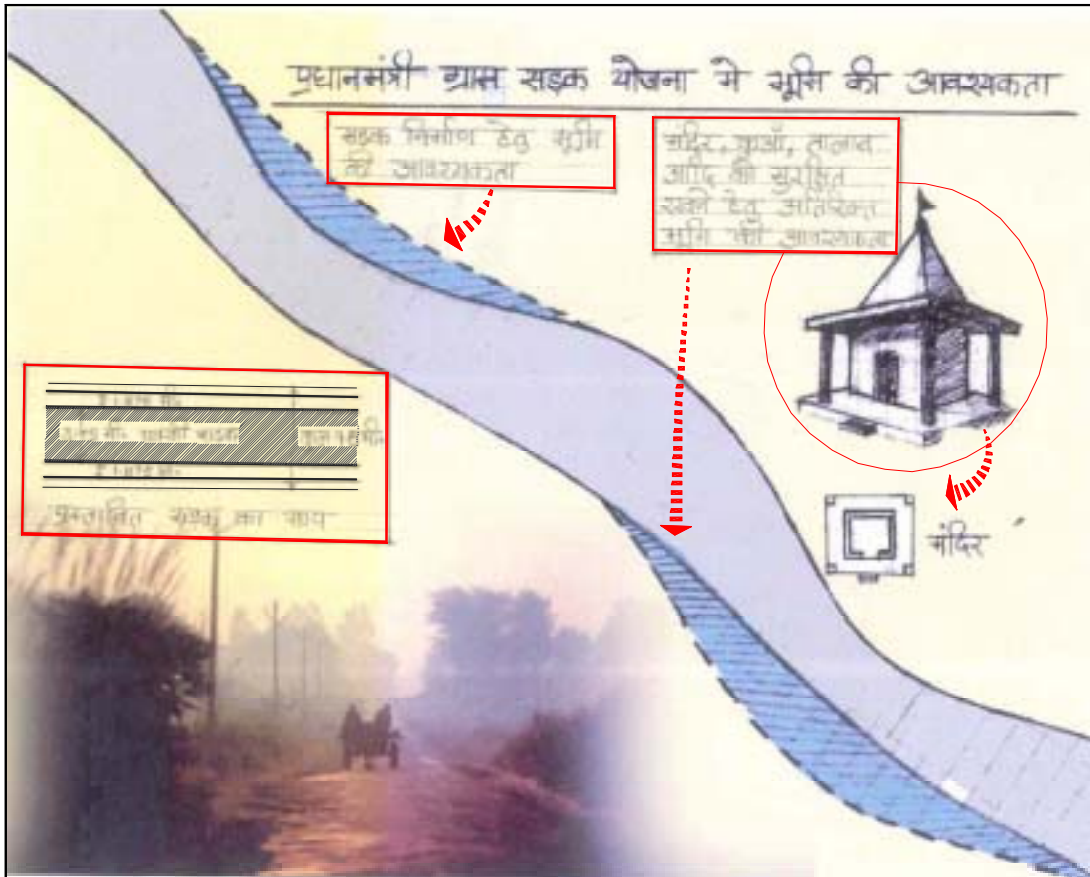 प्रधानमंत्री ग्राम सड़क योजना मे भूमि की आवश्यकता
सड़क निर्माण हेतु भूमि
की आवश्यकता
मंदिर, कुआँ, तालाब
आदि को सुरक्षित
रखने हेतु अतिरिक्त
भूमि की आवश्यकता
प्रस्तावित सड़क का
मंदिर